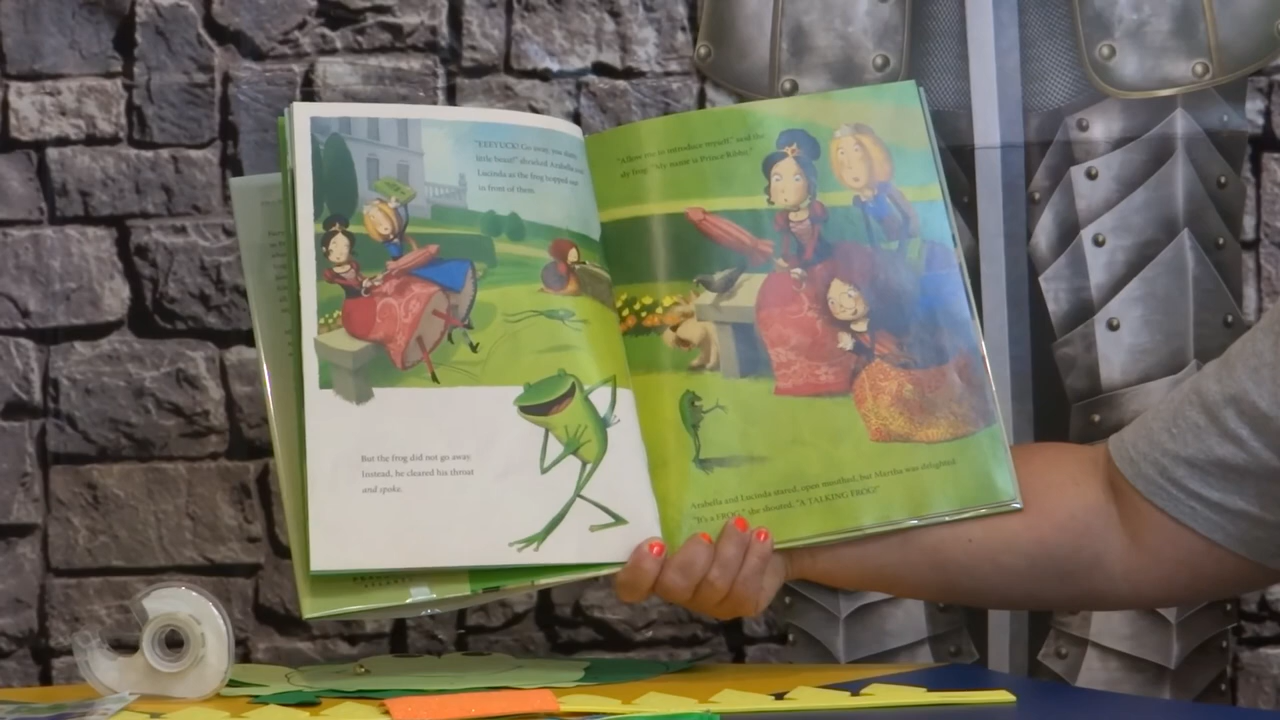 "EEEYUCK! Go away, you slimy
little beast!" shrieked Arabella and
Lucinda as the frog hopped out
in front of them.
But the frog did not go away.
Instead, he cleared his throat
and spoke.
"Allow me to introduce myself," said the
sly frog. "My name is Prince Ribbit."
Arabella and Lucinda stared, open mouthed, but Martha was delighted.
"It's a FROG," she shouted. "A TALKING FROG!"